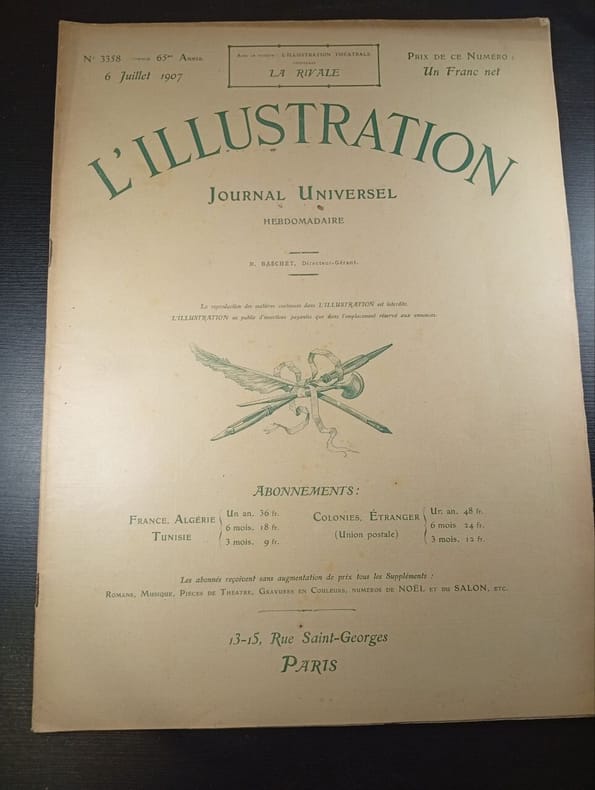 N° 3358 65me Année
6 Juillet 1907
Avec ce numéro : L'ILLUSTRATION THÉATRALE
contenant
LA RIVALE
Prix de ce Numéro :
Un Franc net
L'ILLUSTRATION
Journal Universel
HEBDOMADAIRE
R. BASCHET, Directeur-Gérant.
La reproduction des matières contenues dans L'ILLUSTRATION est interdite.
L'ILLUSTRATION ne publie d'insertions payantes que dans l'emplacement réservé aux annonces.
ABONNEMENTS :
France, Algérie
Tunisie
Un an. 36 fr.
6 mois. 18 fr.
3 mois. 9 fr.
Colonies, Étranger
(Union postale)
Un an. 48 fr.
6 mois 24 fr.
3 mois. 12 fr.
Les abonnés reçoivent sans augmentation de prix tous les Suppléments :
Romans, Musique, Pièces de Théatre, Gravures en Couleurs, numéros de NOËL et du SALON, etc.
13-15, Rue Saint-Georges
Paris